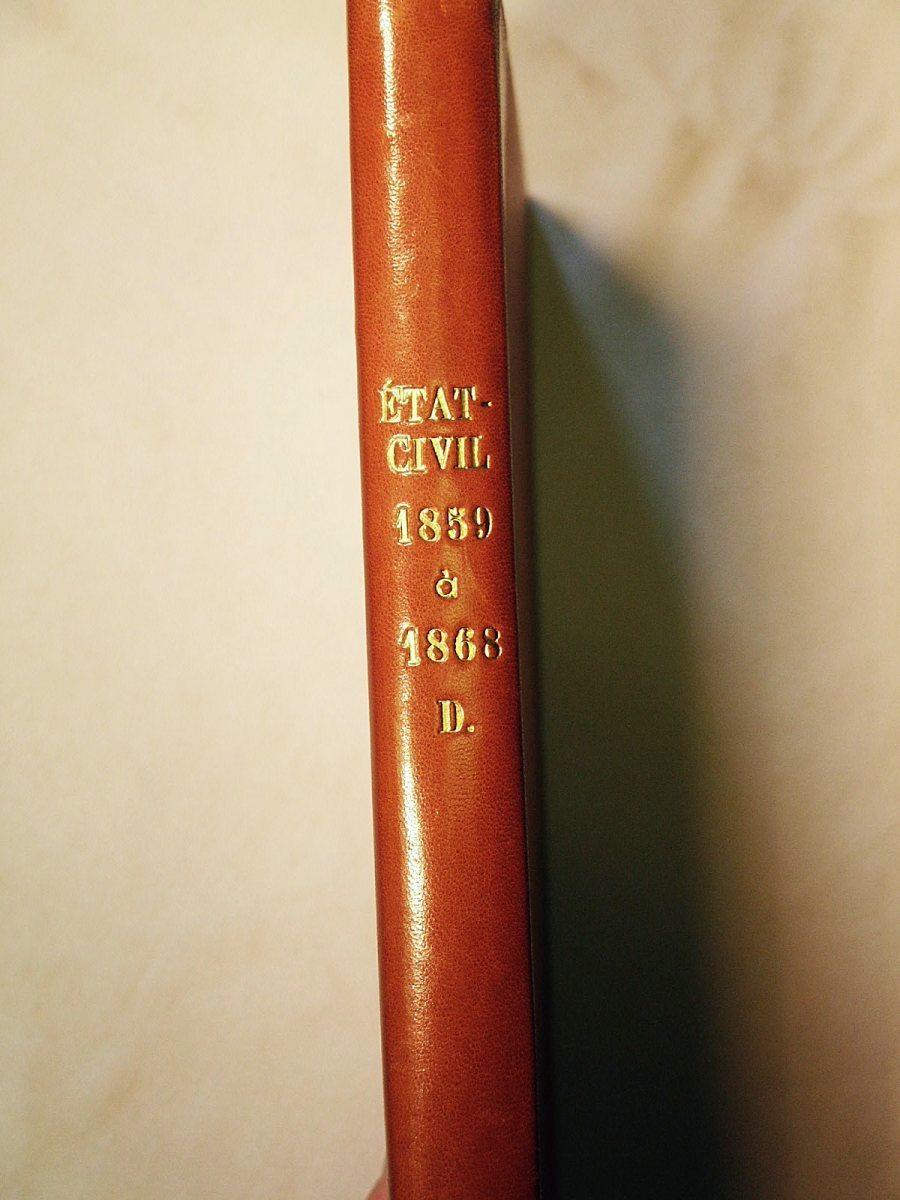 ÉTAT-
CIVIL
1859
à
1868
D.